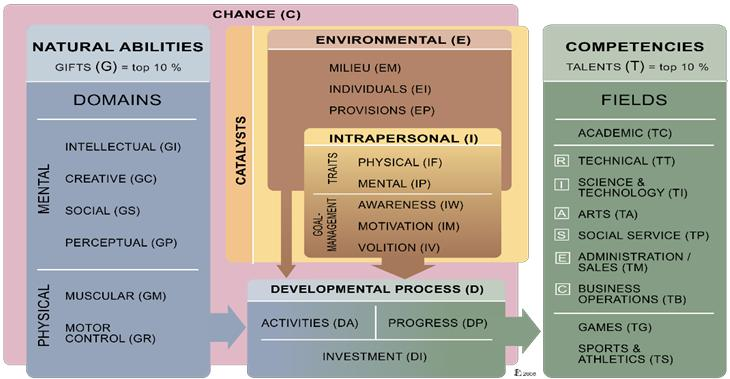 CHANCE (C)
NATURAL ABILITIES
GIFTS (G) = top 10 %
DOMAINS
MENTAL
INTELLECTUAL (GI)
CREATIVE (GC)
SOCIAL (GS)
PERCEPTUAL (GP)
PHYSICAL
MUSCULAR (GM)
MOTOR
CONTROL (GR)
CATALYSTS
ENVIRONMENTAL (E)
MILIEU (EM)
INDIVIDUALS (EI)
PROVISIONS (EP)
INTRAPERSONAL (I)
TRAITS
PHYSICAL (IF)
MENTAL (IP)
GOAL-
MANAGEMENT
AWARENESS (IW)
MOTIVATION (IM)
VOLITION (IV)
DEVELOPMENTAL PROCESS (D)
ACTIVITIES (DA)
PROGRESS (DP)
INVESTMENT (DI)
COMPETENCIES
TALENTS (T) = top 10 %
FIELDS
ACADEMIC (TC)
R TECHNICAL (TT)
I SCIENCE &
TECHNOLOGY (TI)
A ARTS (TA)
S SOCIAL SERVICE (TP)
E ADMINISTRATION /
SALES (TM)
C BUSINESS
OPERATIONS (TB)
GAMES (TG)
SPORTS &
ATHLETICS (TS)
2008